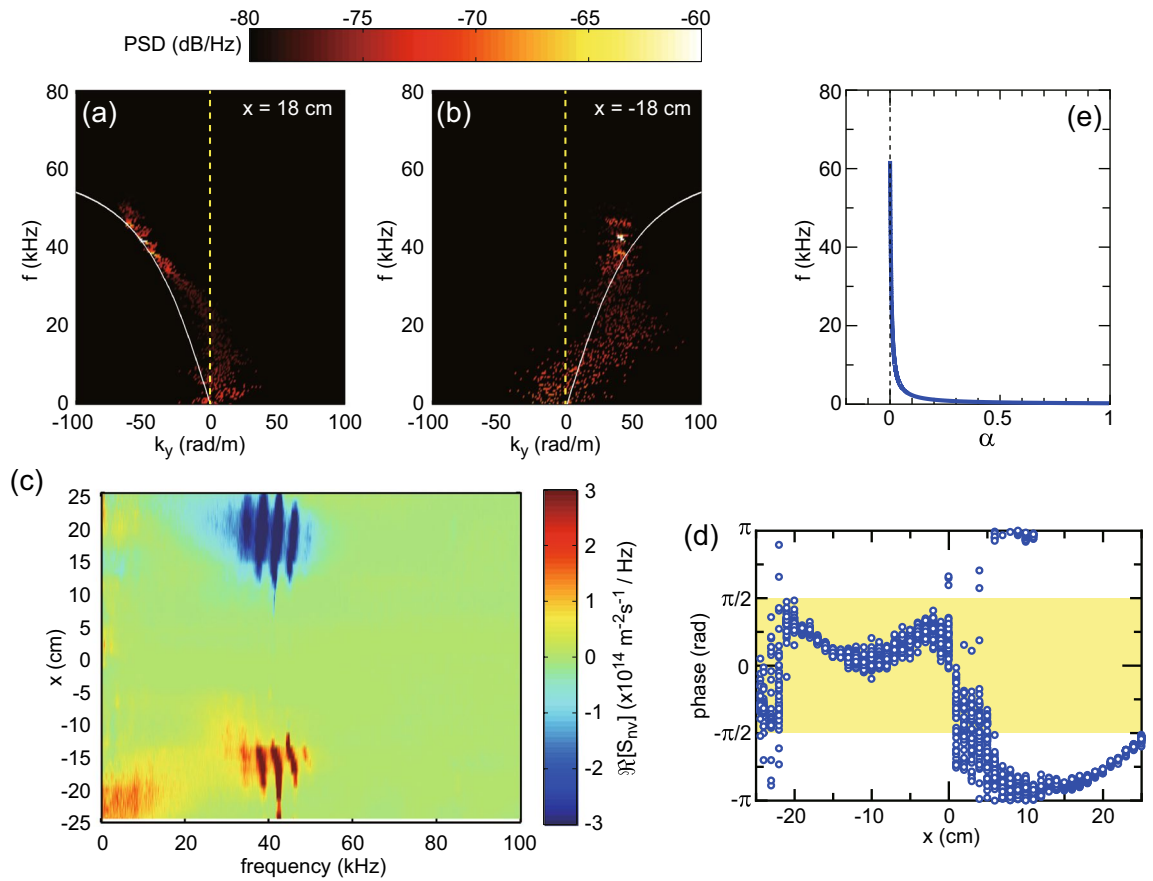 -80 -75 -70 -65 -60
PSD (dB/Hz)
(a) x = 18 cm
80
60
40
20
0
f (kHz)
-100 -50 0 50 100
k_y (rad/m)
(b) x = -18 cm
80
60
40
20
0
f (kHz)
-100 -50 0 50 100
k_y (rad/m)
(e)
80
60
40
20
0
f (kHz)
0 0.5 1
α
(c)
25
20
15
10
5
0
-5
-10
-15
-20
-25
x (cm)
0 20 40 60 80 100
frequency (kHz)
3
2
1
0
-1
-2
-3
ℜ[S_nv] (x10¹⁴ m⁻²s⁻¹ / Hz)
(d)
π
π/2
0
-π/2
-π
phase (rad)
-20 -10 0 10 20
x (cm)